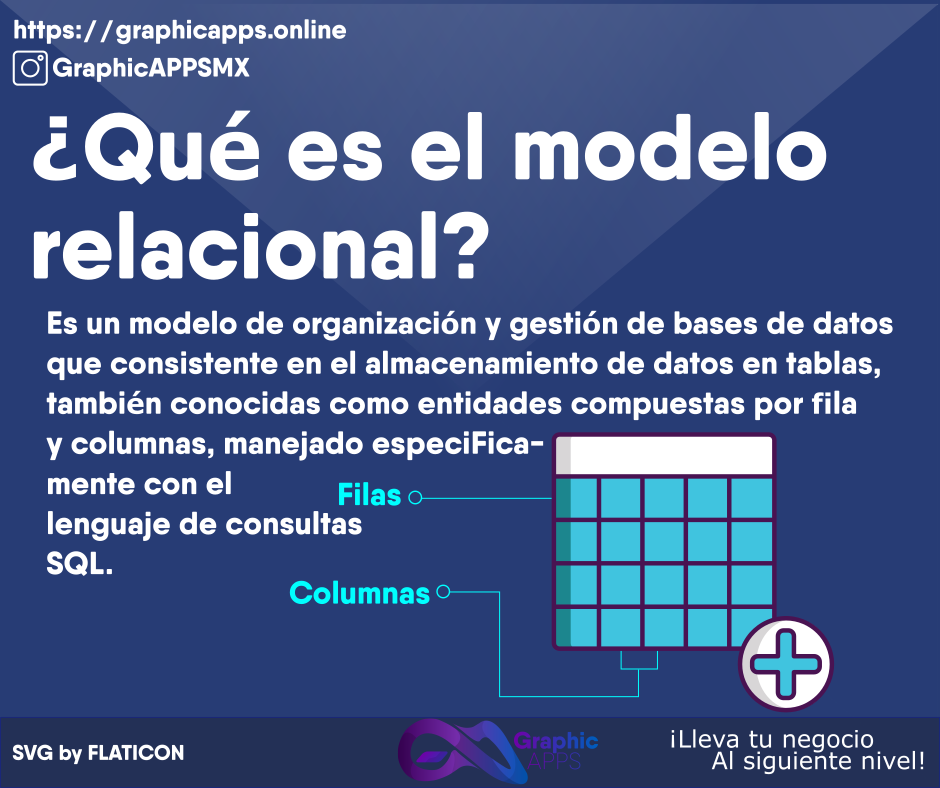 https://graphicapps.online
GraphicAPPSMX
¿Qué es el modelo
relacional?
Es un modelo de organización y gestión de bases de datos
que consistente en el almacenamiento de datos en tablas,
también conocidas como entidades compuestas por fila
y columnas, manejado especiFica-
mente con el
lenguaje de consultas
SQL.
Filas
Columnas
SVG by FLATICON
Graphic
APPS
¡Lleva tu negocio
Al siguiente nivel!